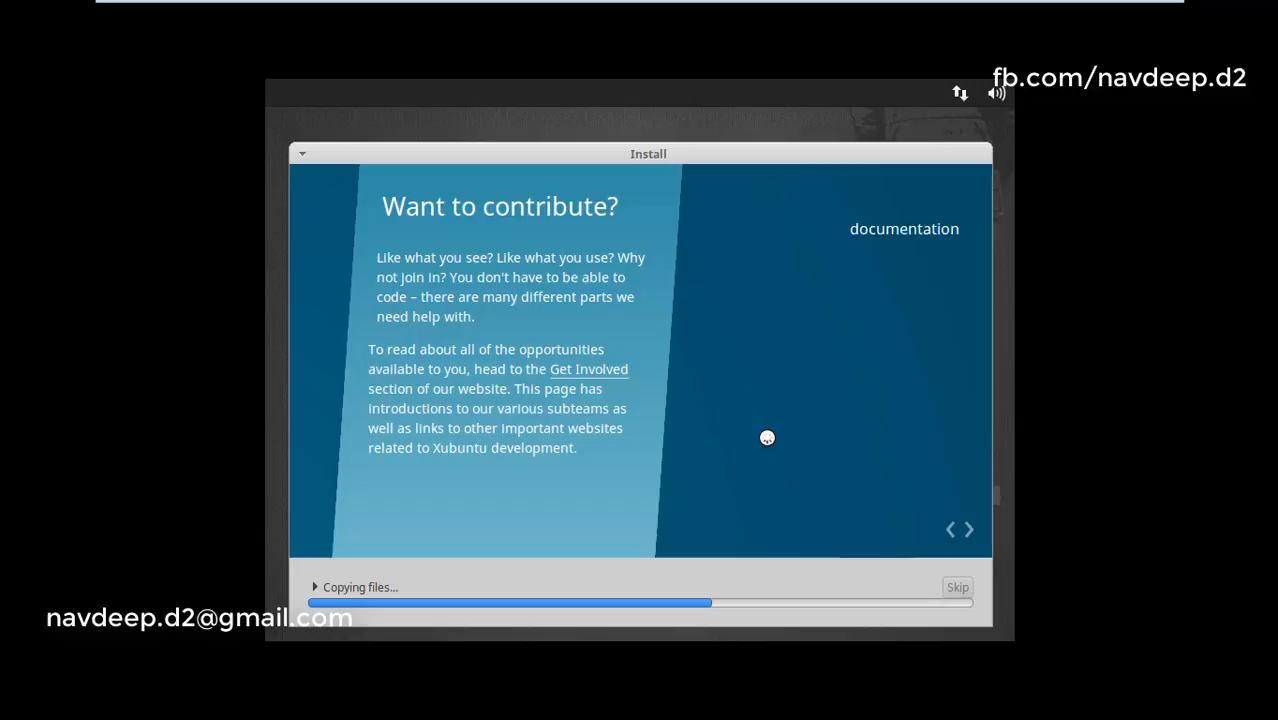 fb.com/navdeep.d2
Install
Want to contribute?
documentation
Like what you see? Like what you use? Why
not join in? You don't have to be able to
code – there are many different parts we
need help with.
To read about all of the opportunities
available to you, head to the Get Involved
section of our website. This page has
introductions to our various subteams as
well as links to other important websites
related to Xubuntu development.
Copying files...
Skip
navdeep.d2@gmail.com